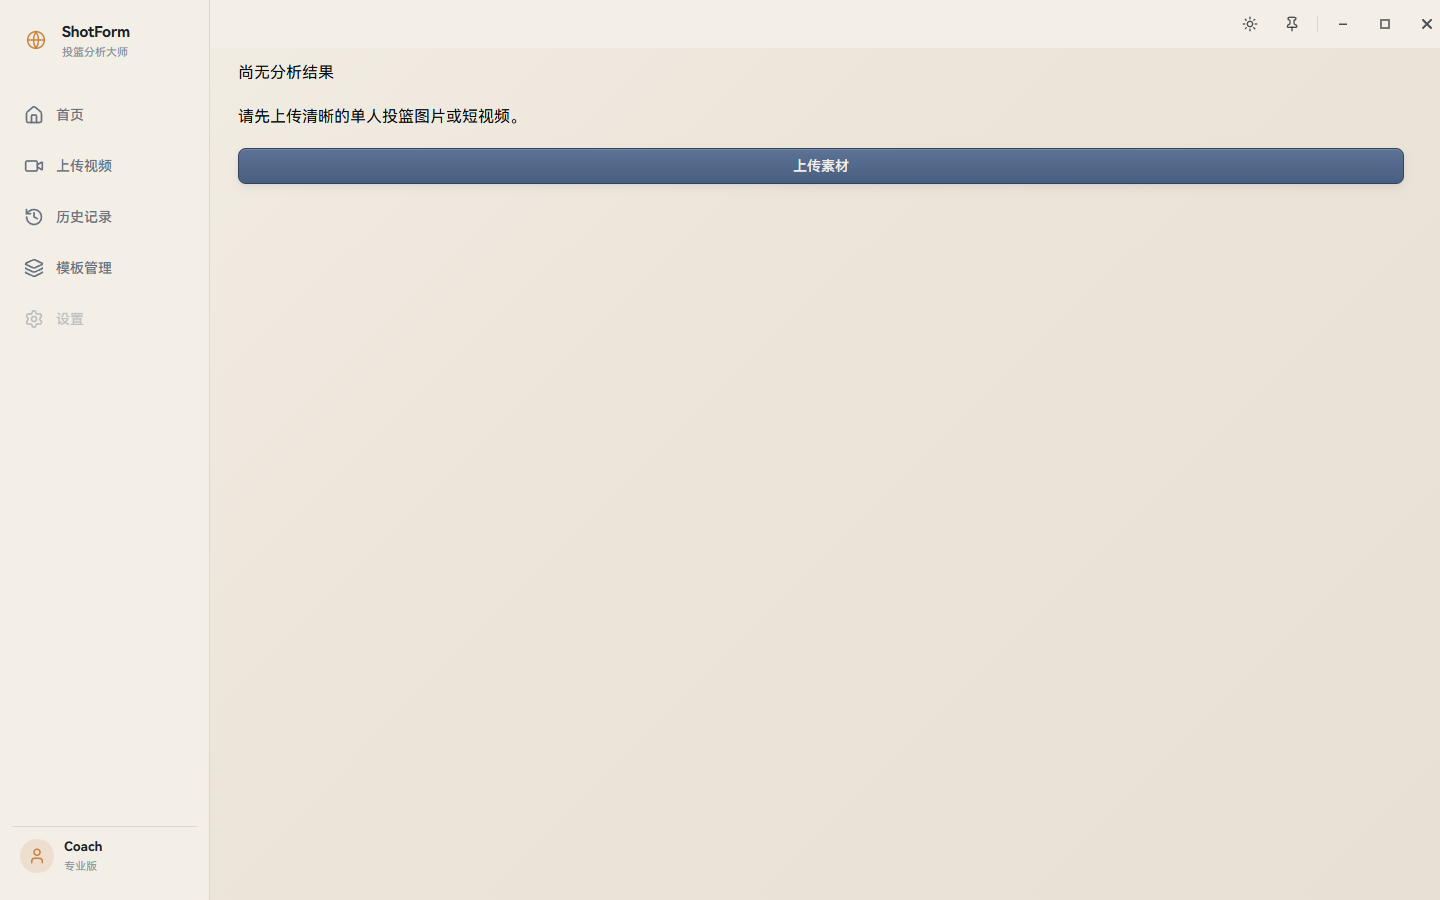 ShotForm
投篮分析大师
首页
上传视频
历史记录
模板管理
设置
Coach
专业版
尚无分析结果
请先上传清晰的单人投篮图片或短视频。
上传素材